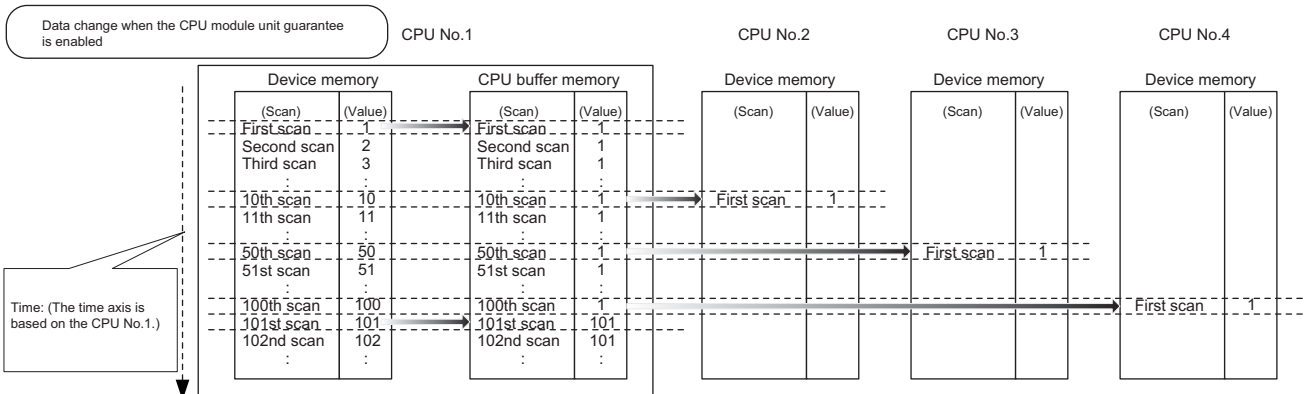 Data change when the CPU module unit guarantee
is enabled
CPU No.1
CPU No.2
CPU No.3
CPU No.4
Device memory
CPU buffer memory
Device memory
Device memory
Device memory
(Scan) (Value) (Scan) (Value) (Scan) (Value) (Scan) (Value) (Scan) (Value)
First scan 1 First scan 1
Second scan 2 Second scan 1
Third scan 3 Third scan 1
: : : :
10th scan 10 10th scan 1 First scan 1
11th scan 11 11th scan 1
: : : :
50th scan 50 50th scan 1 First scan 1
51st scan 51 51st scan 1
: : : :
100th scan 100 100th scan 1 First scan 1
101st scan 101 101st scan 101
102nd scan 102 102nd scan 101
: : : :
Time: (The time axis is
based on the CPU No.1.)